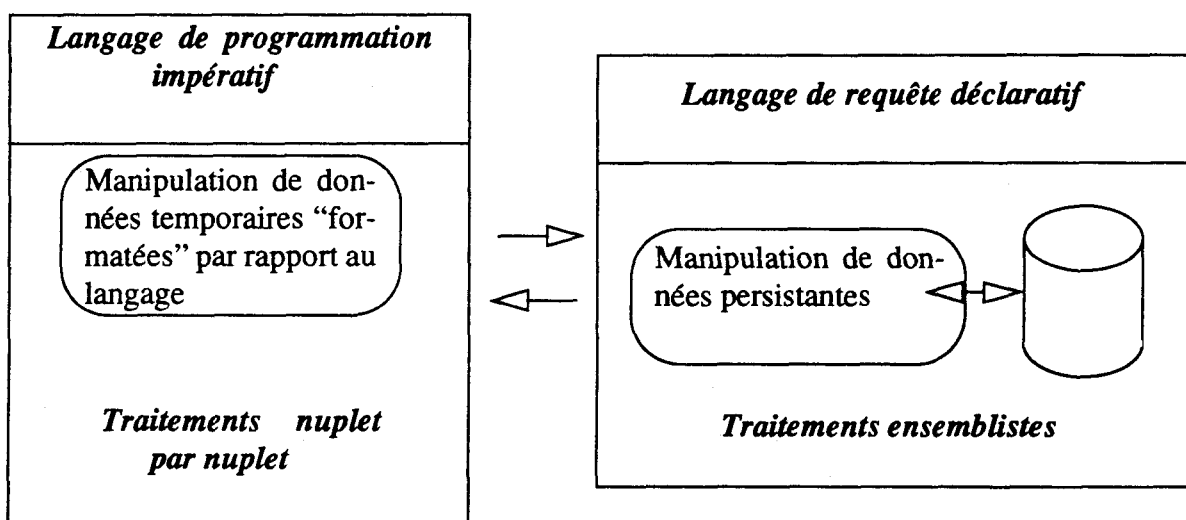 Langage de programmation
impératif
Manipulation de don-
nées temporaires “for-
matées” par rapport au
langage
Traitements nuplet
par nuplet
Langage de requête déclaratif
Manipulation de don-
nées persistantes
Traitements ensemblistes